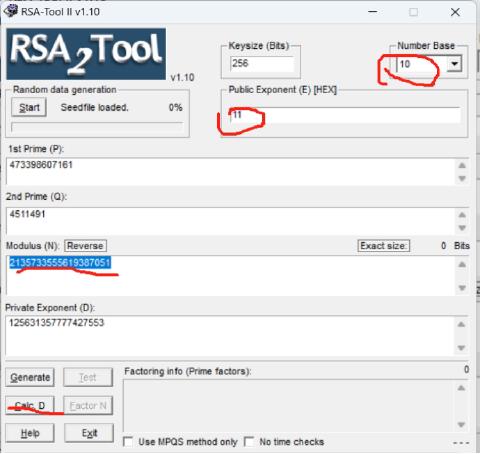 RSA-Tool II v1.10
RSA2Tool
v1.10
Keysize (Bits)
256
Number Base
10
Random data generation
Start Seedfile loaded. 0%
Public Exponent (E) [HEX]
11
1st Prime (P):
473398607161
2nd Prime (Q):
4511491
Modulus (N): Reverse Exact size: 0 Bits
2135733555619387051
Private Exponent (D):
125631357777427553
Generate Test
Calc. D Factor N
Help Exit
Factoring info (Prime factors): 0
Use MPQS method only No time checks ---